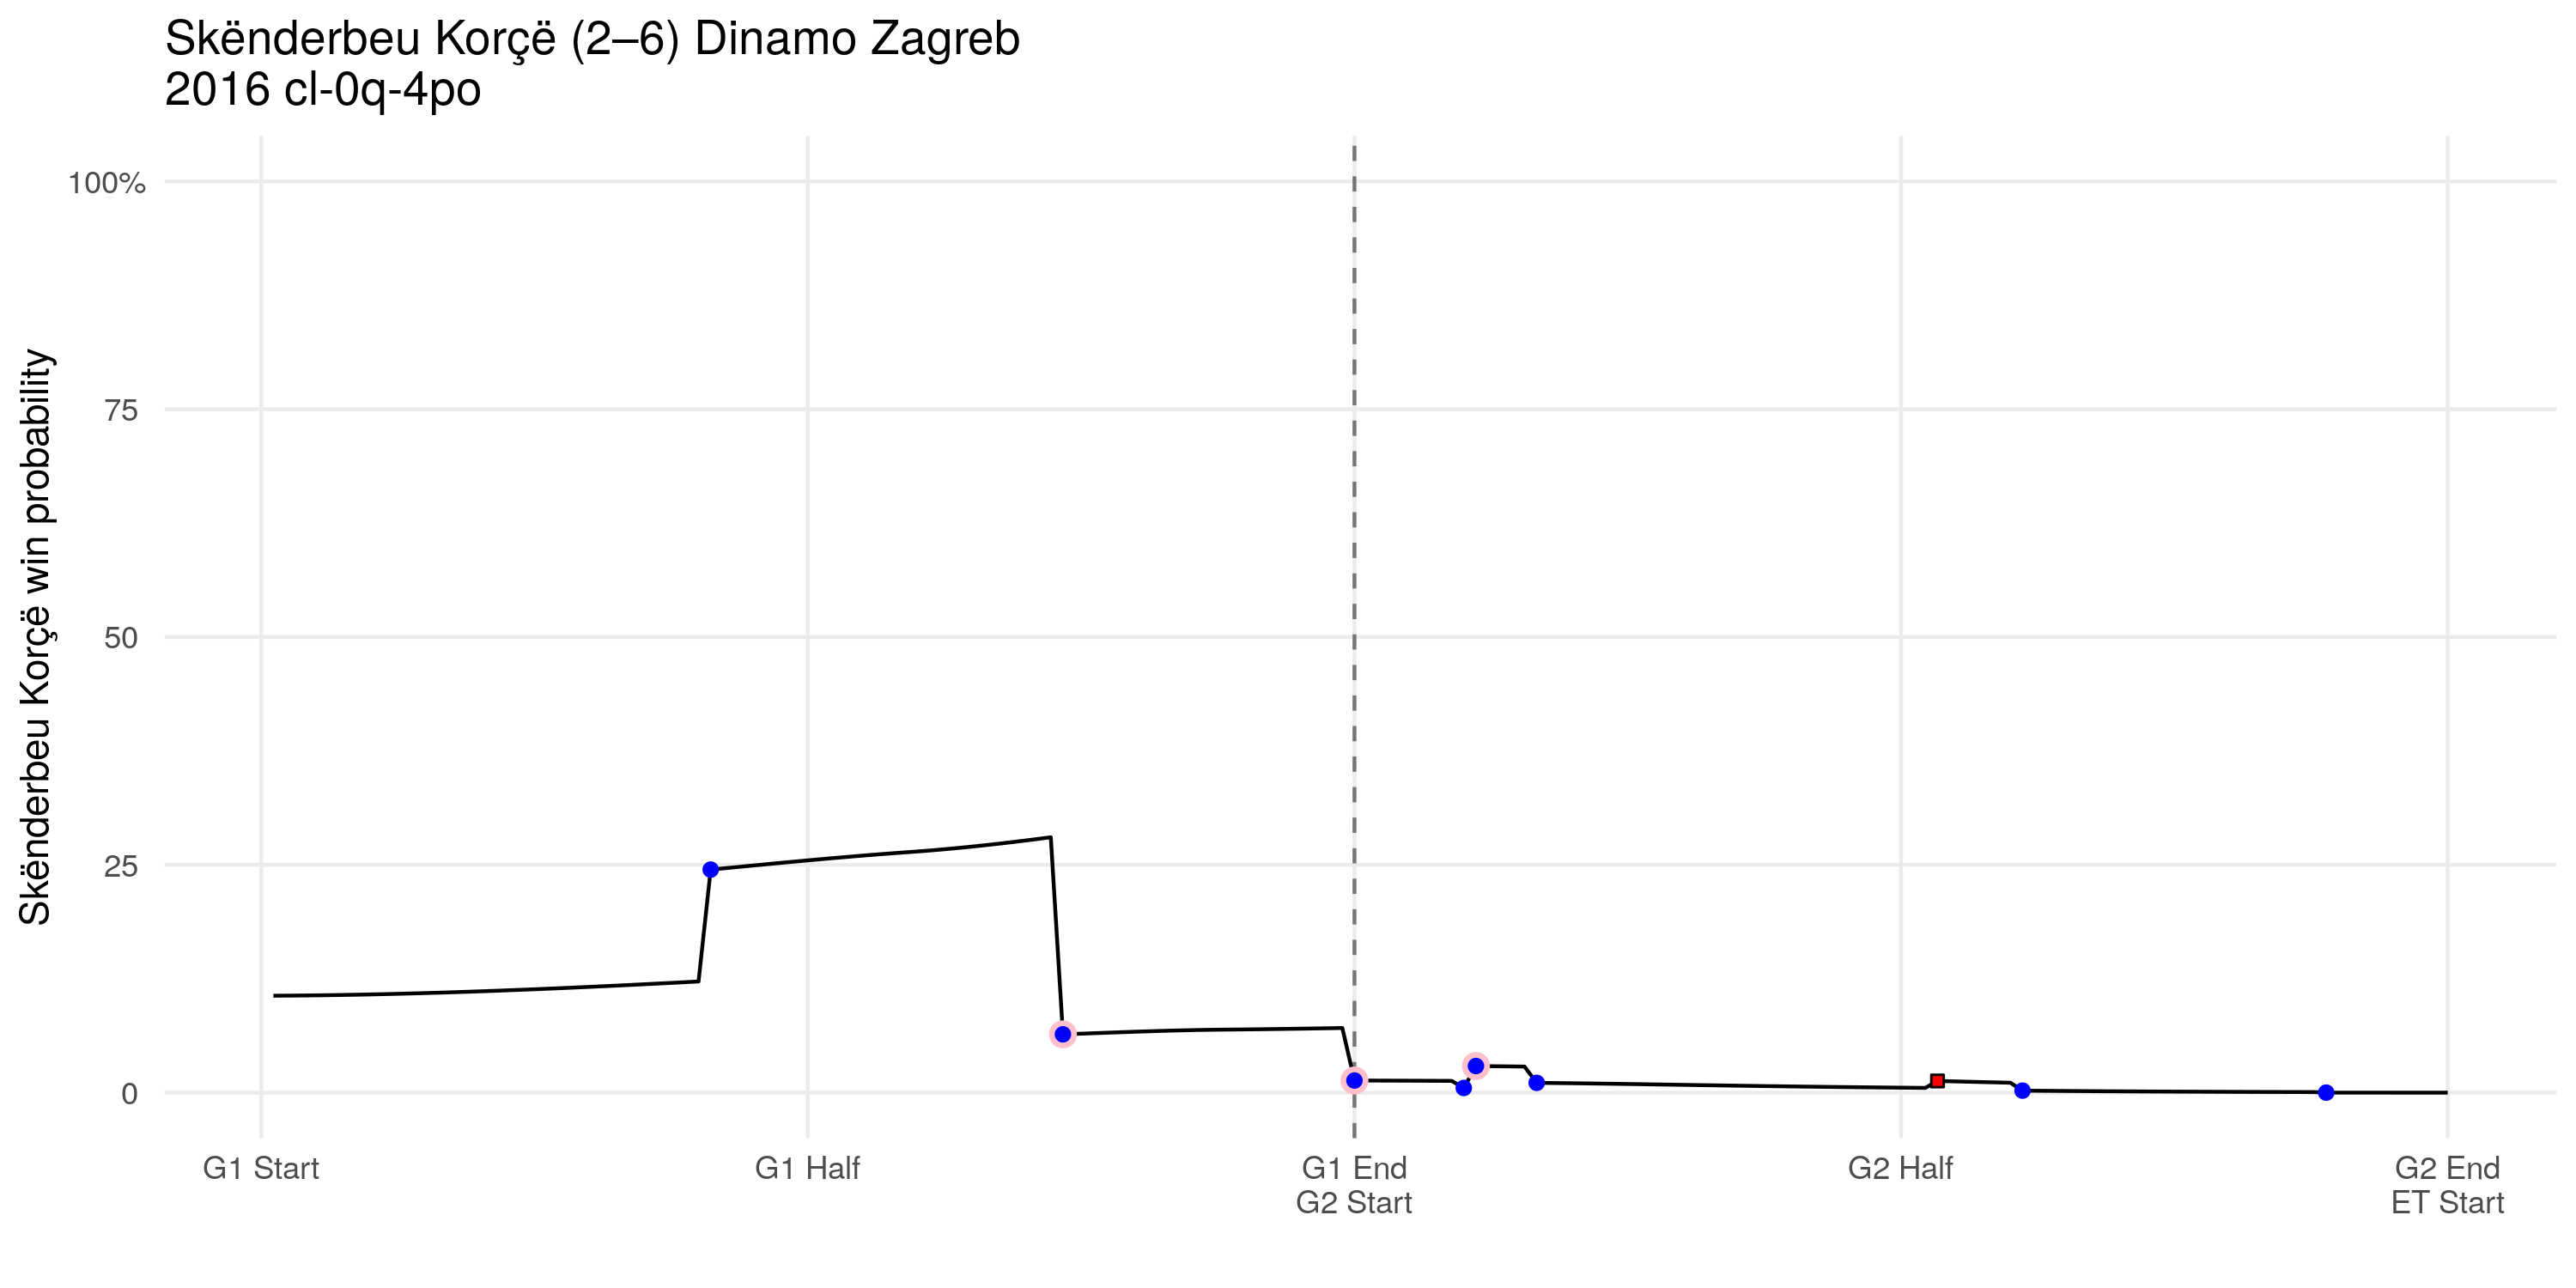 Skënderbeu Korçë (2–6) Dinamo Zagreb
2016 cl-0q-4po
Skënderbeu Korçë win probability
100%
75
50
25
0
G1 Start
G1 Half
G1 End
G2 Start
G2 Half
G2 End
ET Start